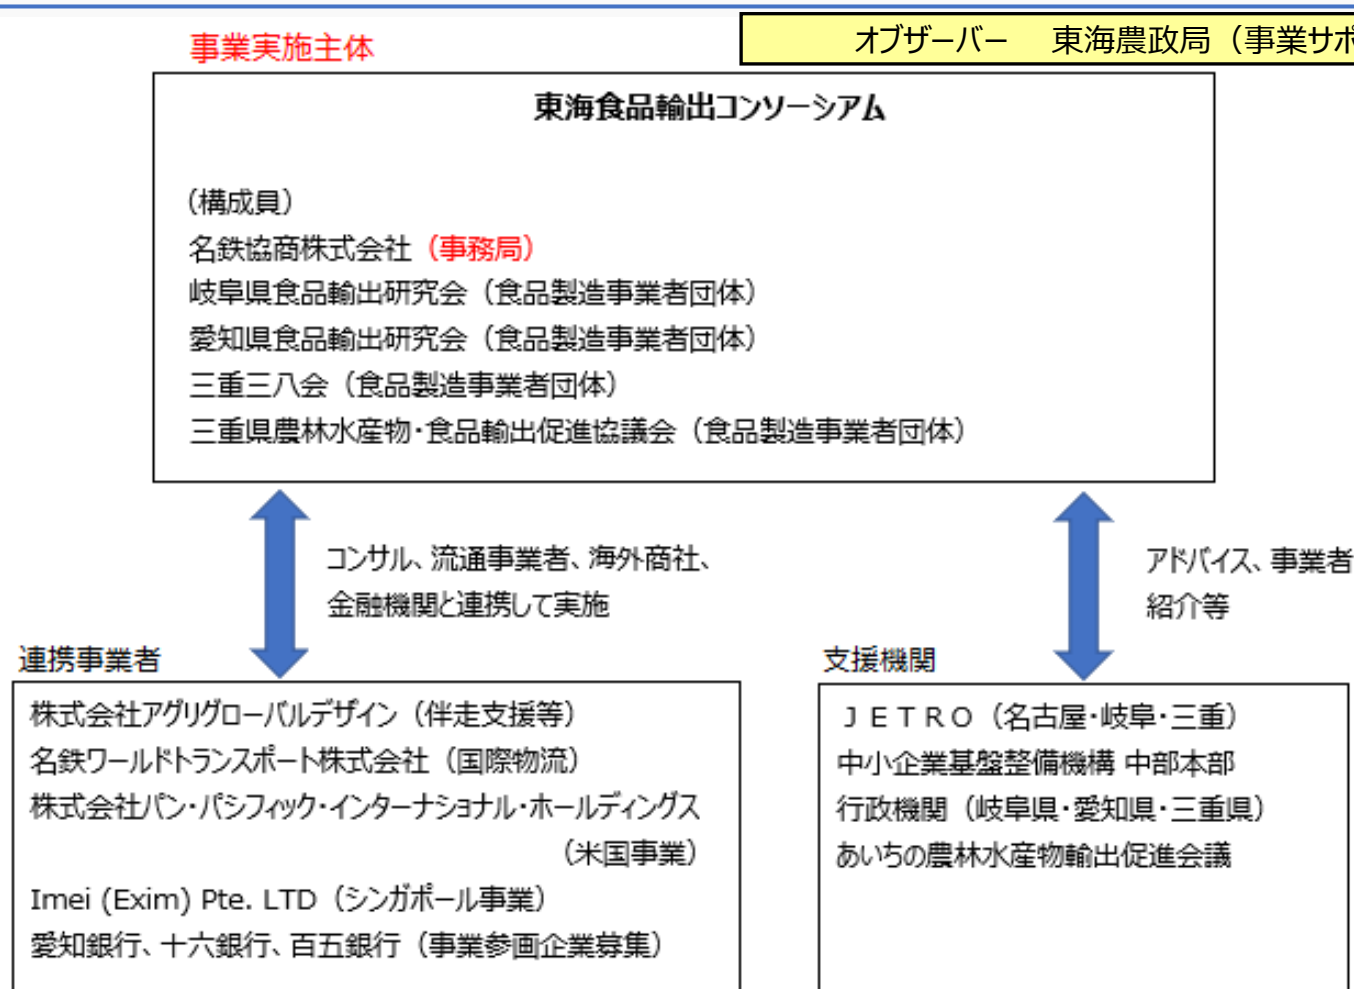 事業実施主体
オブザーバー 東海農政局（事業サポ
東海食品輸出コンソーシアム
（構成員）
名鉄協商株式会社（事務局）
岐阜県食品輸出研究会（食品製造事業者団体）
愛知県食品輸出研究会（食品製造事業者団体）
三重三八会（食品製造事業者団体）
三重県農林水産物・食品輸出促進協議会（食品製造事業者団体）
コンサル、流通事業者、海外商社、
金融機関と連携して実施
アドバイス、事業者
紹介等
連携事業者
株式会社アグリグローバルデザイン（伴走支援等）
名鉄ワールドトランスポート株式会社（国際物流）
株式会社パン・パシフィック・インターナショナル・ホールディングス
（米国事業）
Imei (Exim) Pte. LTD（シンガポール事業）
愛知銀行、十六銀行、百五銀行（事業参画企業募集）
支援機関
ＪＥＴＲＯ（名古屋・岐阜・三重）
中小企業基盤整備機構 中部本部
行政機関（岐阜県・愛知県・三重県）
あいちの農林水産物輸出促進会議